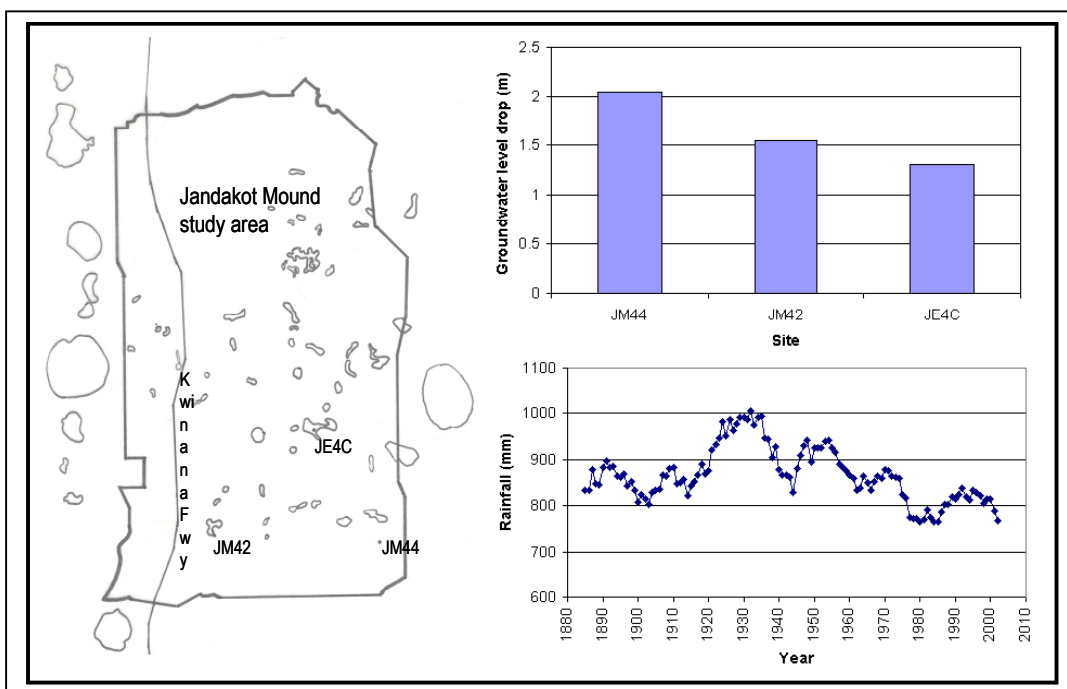 Jandakot Mound
study area
K
wi
n
a
n
a
F
w
y
JE4C
JM42
JM44
Groundwater level drop (m)
2.5
2
1.5
1
0.5
0
JM44 JM42 JE4C
Site
Rainfall (mm)
1100
1000
900
800
700
600
1880 1890 1900 1910 1920 1930 1940 1950 1960 1970 1980 1990 2000 2010
Year